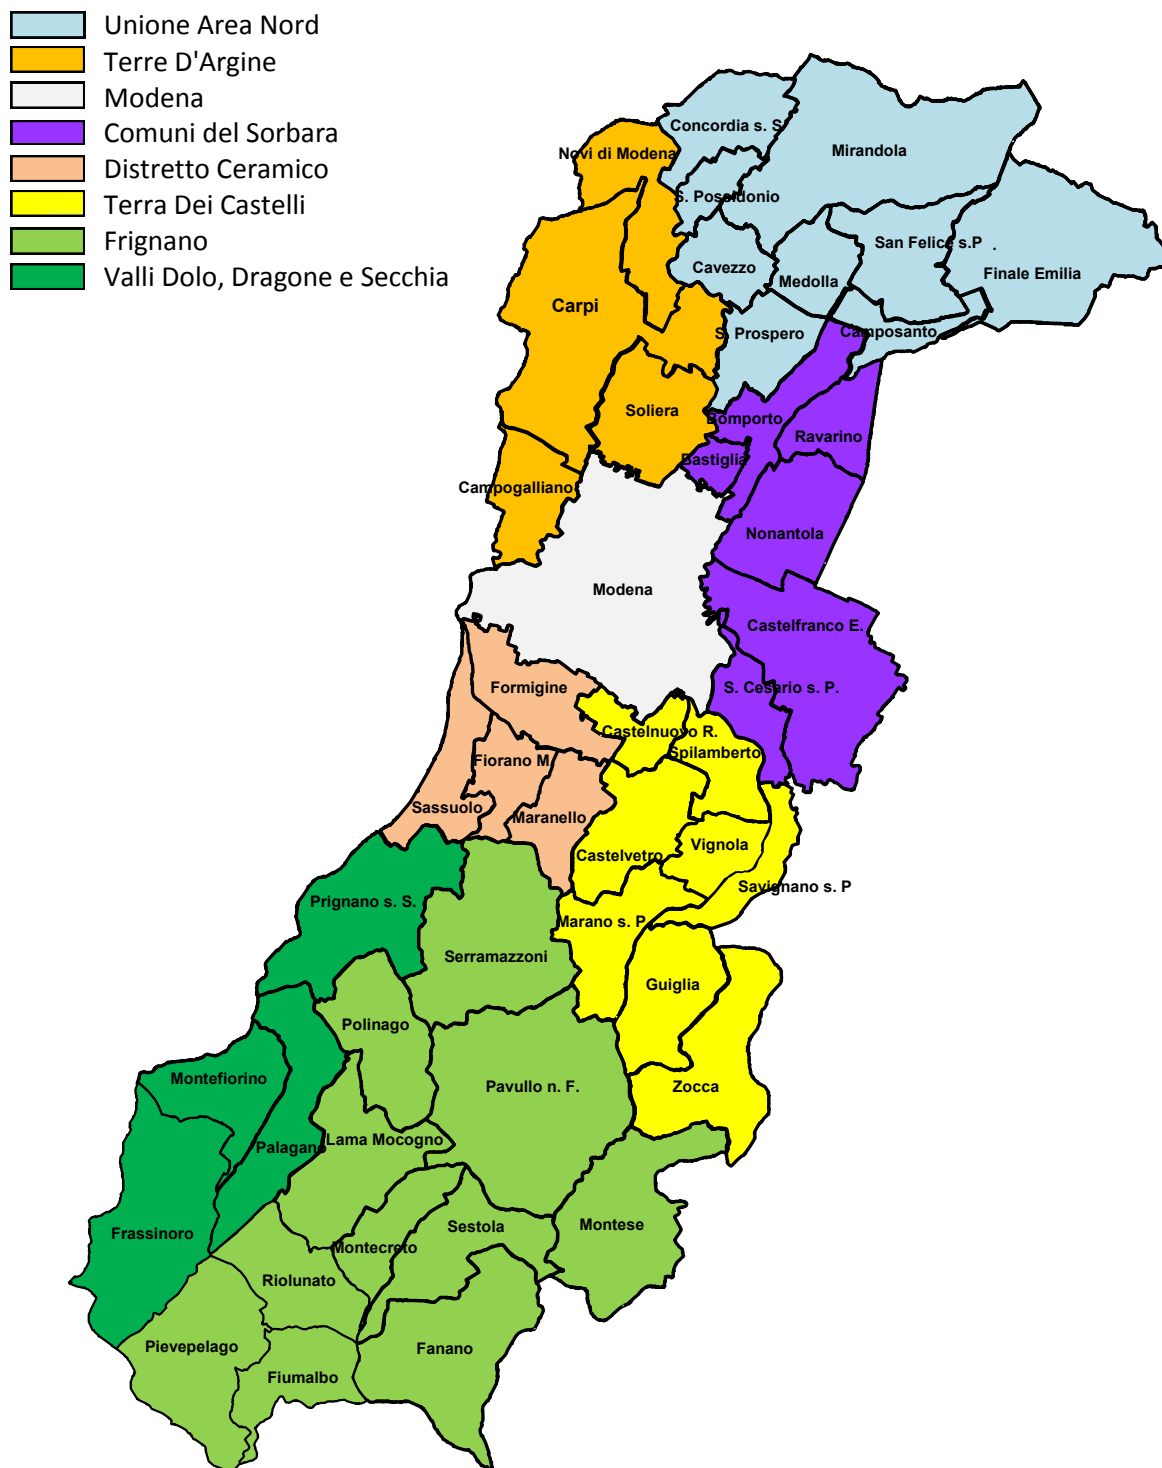 Unione Area Nord
Terre D'Argine
Modena
Comuni del Sorbara
Distretto Ceramico
Terra Dei Castelli
Frignano
Valli Dolo, Dragone e Secchia
Concordia s. S
Mirandola
Novi di Modena
S. Possidonio
San Felice s.P .
Cavezzo
Medolla
Finale Emilia
Carpi
S. Prospero
Camposanto
Soliera
Bomporto
Ravarino
Bastiglia
Campogalliano
Nonantola
Modena
Castelfranco E.
Formigine
S. Cesario s. P.
Castelnuovo R.
Spilamberto
Fiorano M.
Sassuolo
Maranello
Vignola
Castelvetro
Savignano s. P
Prignano s. S.
Marano s. P.
Serramazzoni
Guiglia
Polinago
Montefiorino
Pavullo n. F.
Zocca
Palagano
Lama Mocogno
Frassinoro
Montecreto
Sestola
Montese
Riolunato
Pievepelago
Fanano
Fiumalbo